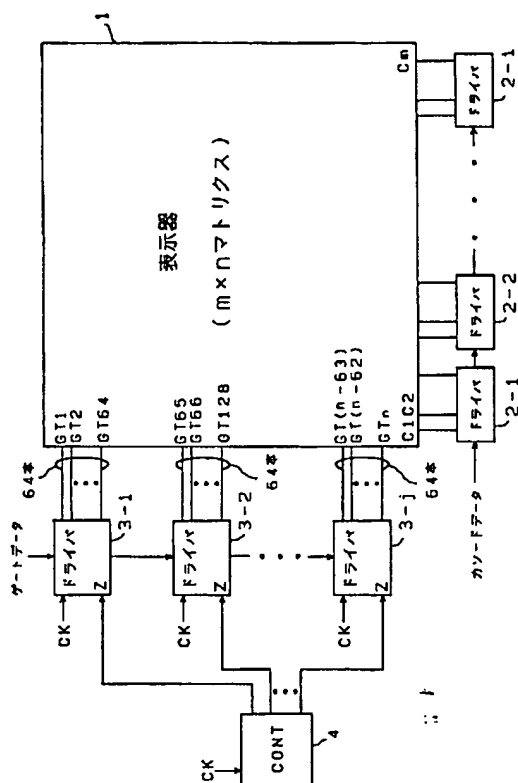 1
表示器
(m×nマトリクス)
GT1
GT2
GT64
GT65
GT66
GT128
GT(n-63)
GT(n-62)
GTn
C1C2
Cm
64本
64本
64本
ゲートデータ
ドライバ
Z
3-1
CK
ドライバ
Z
3-2
CK
ドライバ
Z
3-j
CK
CONT
4
CK
カソードデータ
ドライバ
2-1
ドライバ
2-2
ドライバ
2-1